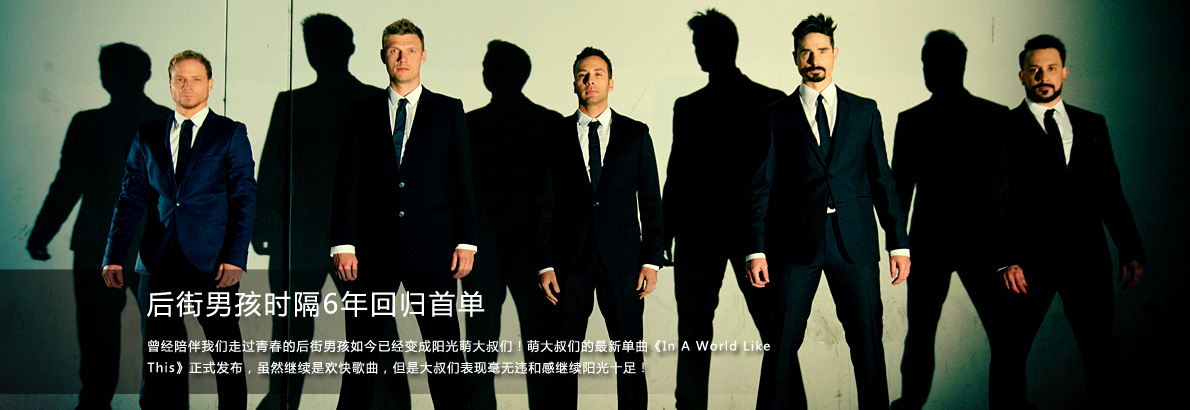 后街男孩时隔6年回归首单
曾经陪伴我们走过青春的后街男孩如今已经变成阳光萌大叔们！萌大叔们的最新单曲《In A World Like
This》正式发布，虽然继续是欢快歌曲，但是大叔们表现毫无违和感继续阳光十足！